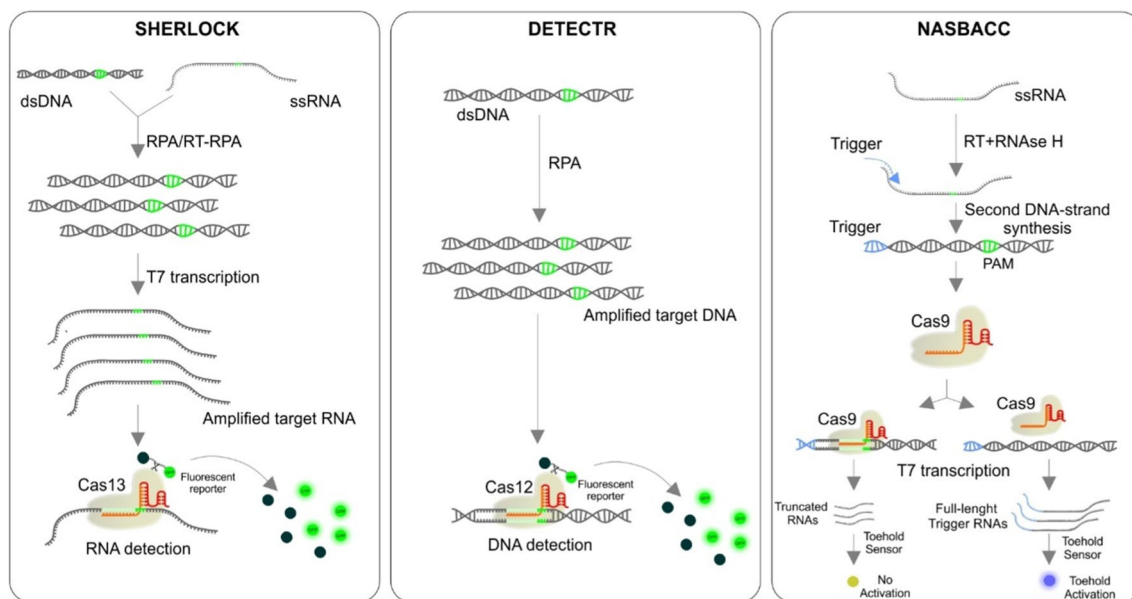 SHERLOCK
dsDNA
ssRNA
RPA/RT-RPA
T7 transcription
Amplified target RNA
Cas13
Fluorescent
reporter
RNA detection
DETECTR
dsDNA
RPA
Amplified target DNA
Cas12
Fluorescent
reporter
DNA detection
NASBACC
ssRNA
RT+RNAse H
Trigger
Second DNA-strand
synthesis
Trigger
PAM
Cas9
Cas9
Cas9
T7 transcription
Truncated
RNAs
Full-lenght
Trigger RNAs
Toehold
Sensor
Toehold
Sensor
No
Activation
Toehold
Activation